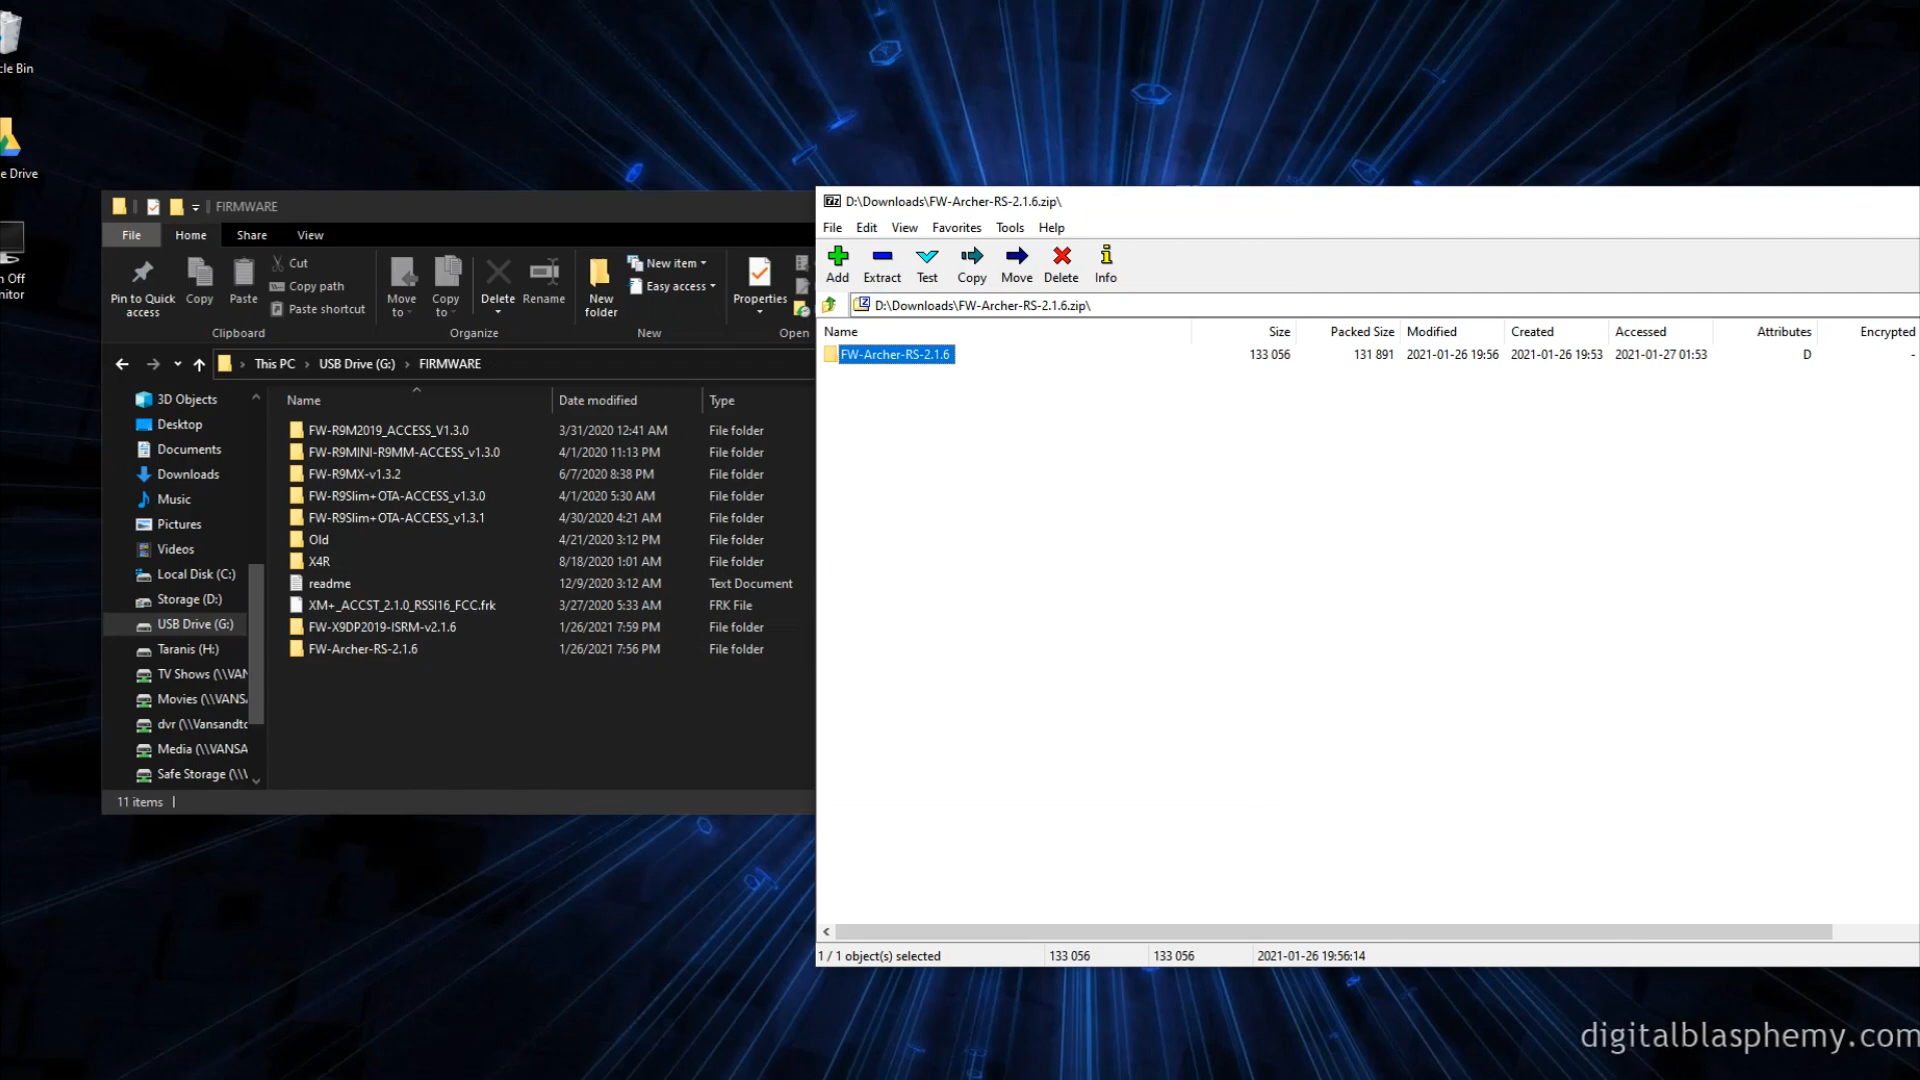 cle Bin
e Drive
n Off
nitor
FIRMWARE
File Home Share View
Pin to Quick access
Copy
Paste
Cut
Copy path
Paste shortcut
Clipboard
Move to
Copy to
Delete
Rename
Organize
New folder
New item
Easy access
New
Properties
Open
This PC › USB Drive (G:) › FIRMWARE
3D Objects
Desktop
Documents
Downloads
Music
Pictures
Videos
Local Disk (C:)
Storage (D:)
USB Drive (G:)
Taranis (H:)
TV Shows (\\VAN
Movies (\\VANSA
dvr (\\Vansandto
Media (\\VANSA
Safe Storage (\\\
Name Date modified Type
FW-R9M2019_ACCESS_V1.3.0 3/31/2020 12:41 AM File folder
FW-R9MINI-R9MM-ACCESS_v1.3.0 4/1/2020 11:13 PM File folder
FW-R9MX-v1.3.2 6/7/2020 8:38 PM File folder
FW-R9Slim+OTA-ACCESS_v1.3.0 4/1/2020 5:30 AM File folder
FW-R9Slim+OTA-ACCESS_v1.3.1 4/30/2020 4:21 AM File folder
Old 4/21/2020 3:12 PM File folder
X4R 8/18/2020 1:01 AM File folder
readme 12/9/2020 3:12 AM Text Document
XM+_ACCST_2.1.0_RSSI16_FCC.frk 3/27/2020 5:33 AM FRK File
FW-X9DP2019-ISRM-v2.1.6 1/26/2021 7:59 PM File folder
FW-Archer-RS-2.1.6 1/26/2021 7:56 PM File folder
11 items
D:\Downloads\FW-Archer-RS-2.1.6.zip\
File Edit View Favorites Tools Help
Add Extract Test Copy Move Delete Info
D:\Downloads\FW-Archer-RS-2.1.6.zip\
Name Size Packed Size Modified Created Accessed Attributes Encrypted
FW-Archer-RS-2.1.6 133 056 131 891 2021-01-26 19:56 2021-01-26 19:53 2021-01-27 01:53 D -
1 / 1 object(s) selected 133 056 133 056 2021-01-26 19:56:14
digitalblasphemy.com